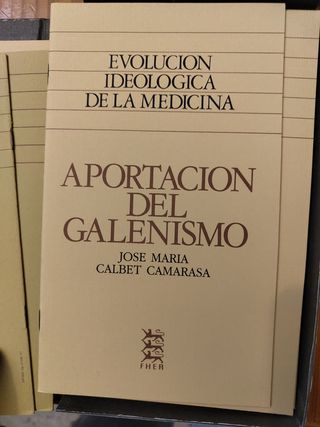 EVOLUCION
IDEOLOGICA
DE LA MEDICINA
APORTACION
DEL
GALENISMO
JOSE MARIA
CALBET CAMARASA
FHER